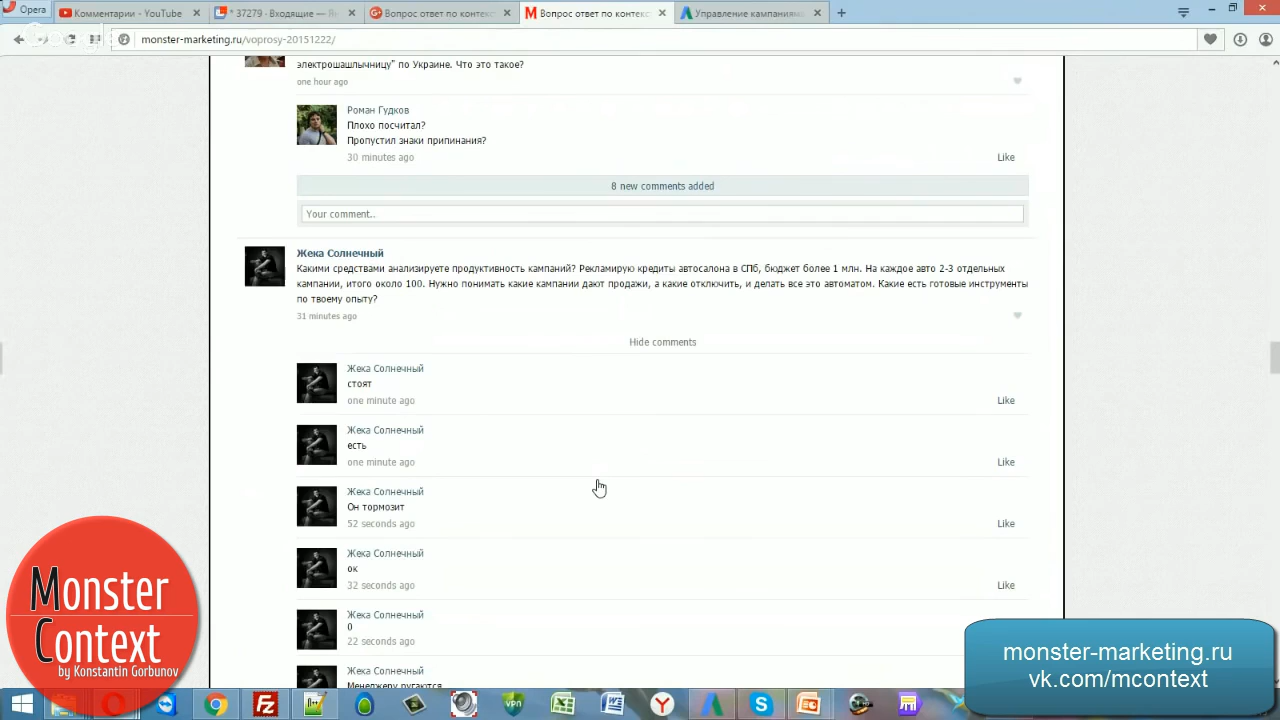 Opera
Комментарии - YouTube
* 37279 - Входящие — Ян
Вопрос ответ по контекс
Вопрос ответ по контекс
Управление кампаниями
monster-marketing.ru/voprosy-20151222/
электрошашлычницу" по Украине. Что это такое?
one hour ago
Роман Гудков
Плохо посчитал?
Пропустил знаки припинания?
30 minutes ago
Like
8 new comments added
Your comment..
Жека Солнечный
Какими средствами анализируете продуктивность кампаний? Рекламирую кредиты автосалона в СПб, бюджет более 1 млн. На каждое авто 2-3 отдельных
кампании, итого около 100. Нужно понимать какие кампании дают продажи, а какие отключить, и делать все это автоматом. Какие есть готовые инструменты
по твоему опыту?
31 minutes ago
Hide comments
Жека Солнечный
стоят
one minute ago
Like
Жека Солнечный
есть
one minute ago
Like
Жека Солнечный
Он тормозит
52 seconds ago
Like
Жека Солнечный
ок
32 seconds ago
Like
Жека Солнечный
0
22 seconds ago
Жека Солнечный
Менеджеру ругаются
Monster
Context
by Konstantin Gorbunov
monster-marketing.ru
vk.com/mcontext
VPN